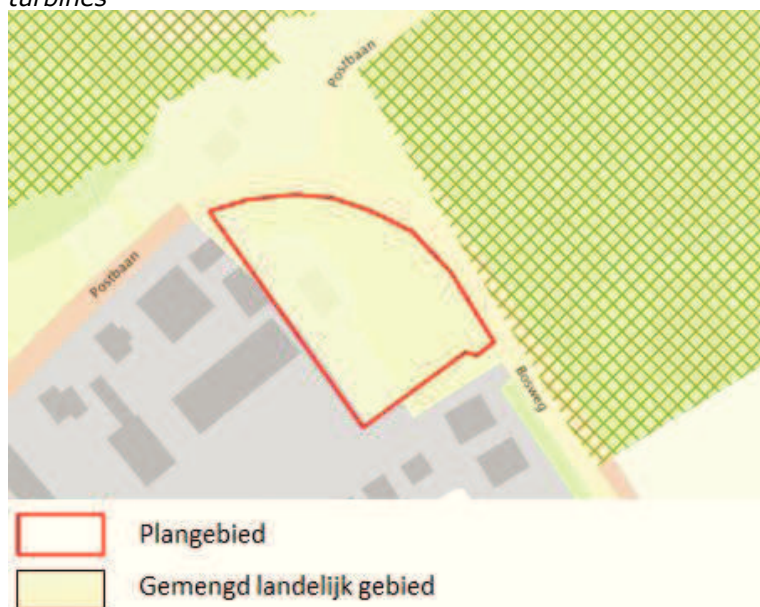 turbines
Postbaan
Postbaan
Bosweg
Plangebied
Gemengd landelijk gebied